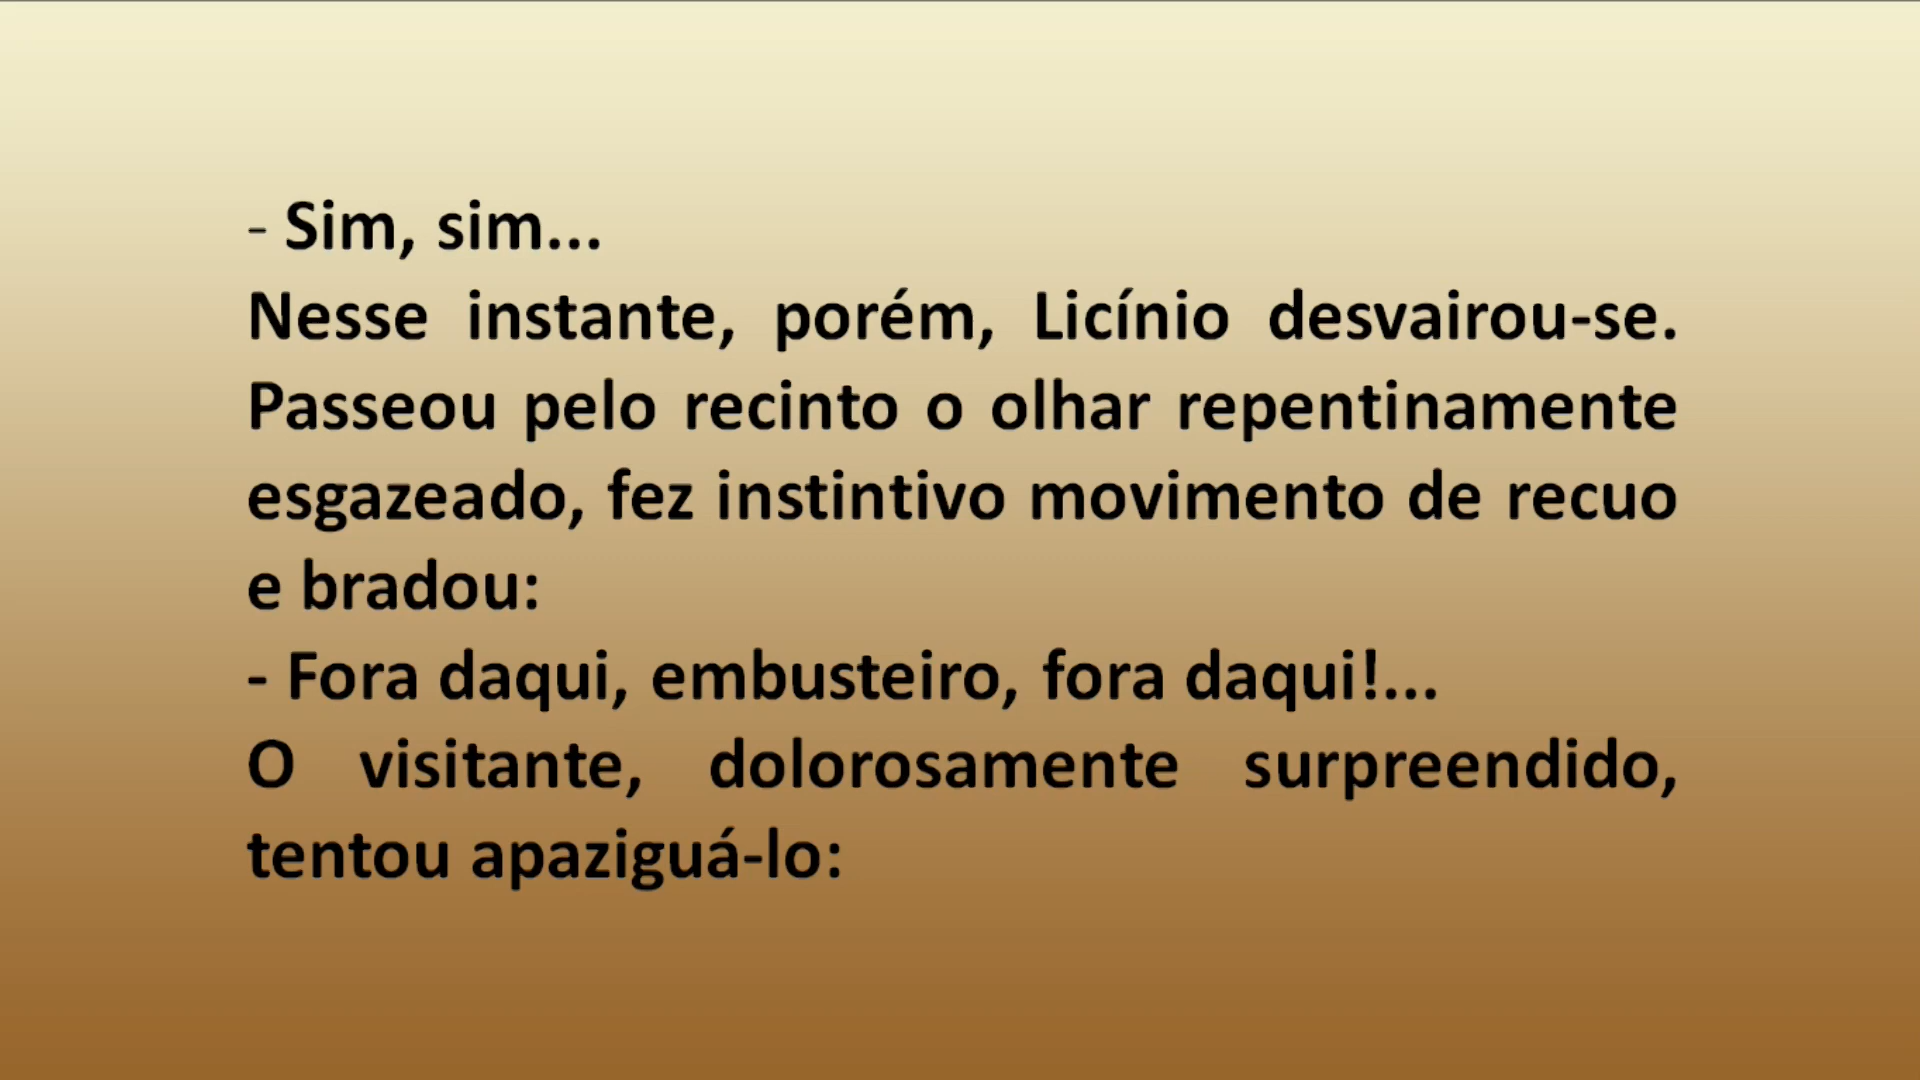 - Sim, sim...
Nesse instante, porém, Licínio desvairou-se.
Passeou pelo recinto o olhar repentinamente
esgazeado, fez instintivo movimento de recuo
e bradou:
- Fora daqui, embusteiro, fora daqui!...
O visitante, dolorosamente surpreendido,
tentou apaziguá-lo: